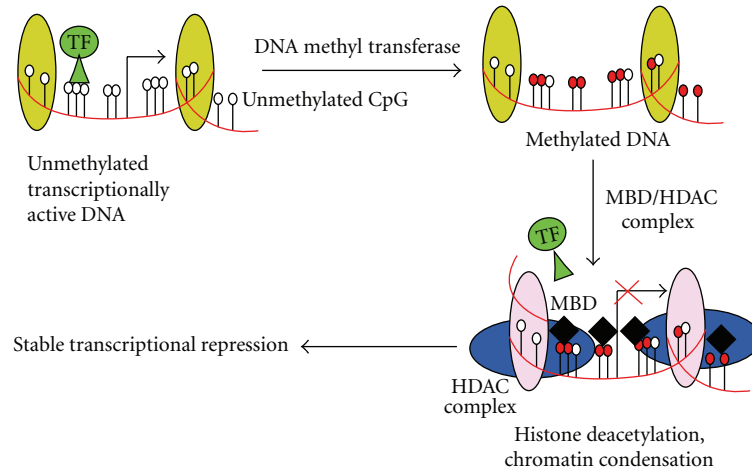 TF
DNA methyl transferase
Unmethylated CpG
Unmethylated
transcriptionally
active DNA
Methylated DNA
MBD/HDAC
complex
TF
MBD
Stable transcriptional repression
HDAC
complex
Histone deacetylation,
chromatin condensation